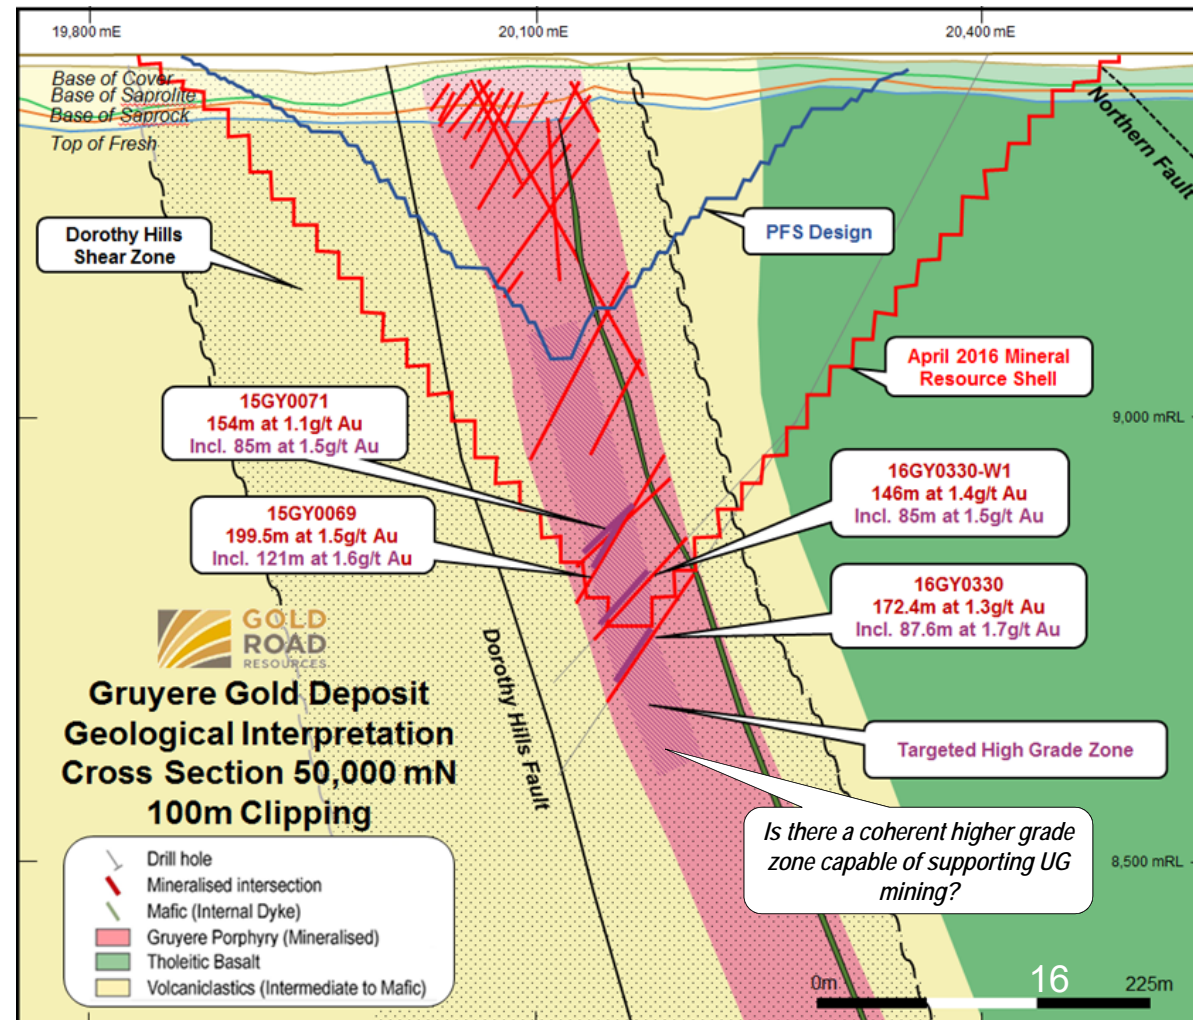 19,800 mE
20,100 mE
20,400 mE
Base of Cover
Base of Saprolite
Base of Saprock
Top of Fresh
Northern Fault
Dorothy Hills
Shear Zone
PFS Design
April 2016 Mineral
Resource Shell
15GY0071
154m at 1.1g/t Au
Incl. 85m at 1.5g/t Au
9,000 mRL
16GY0330-W1
146m at 1.4g/t Au
Incl. 85m at 1.5g/t Au
15GY0069
199.5m at 1.5g/t Au
Incl. 121m at 1.6g/t Au
16GY0330
172.4m at 1.3g/t Au
Incl. 87.6m at 1.7g/t Au
GOLD
ROAD
RESOURCES
Dorothy Hills Fault
Gruyere Gold Deposit
Geological Interpretation
Cross Section 50,000 mN
100m Clipping
Targeted High Grade Zone
Is there a coherent higher grade
zone capable of supporting UG
mining?
8,500 mRL
Drill hole
Mineralised intersection
Mafic (Internal Dyke)
Gruyere Porphyry (Mineralised)
Tholeitic Basalt
Volcaniclastics (Intermediate to Mafic)
0m
16
225m